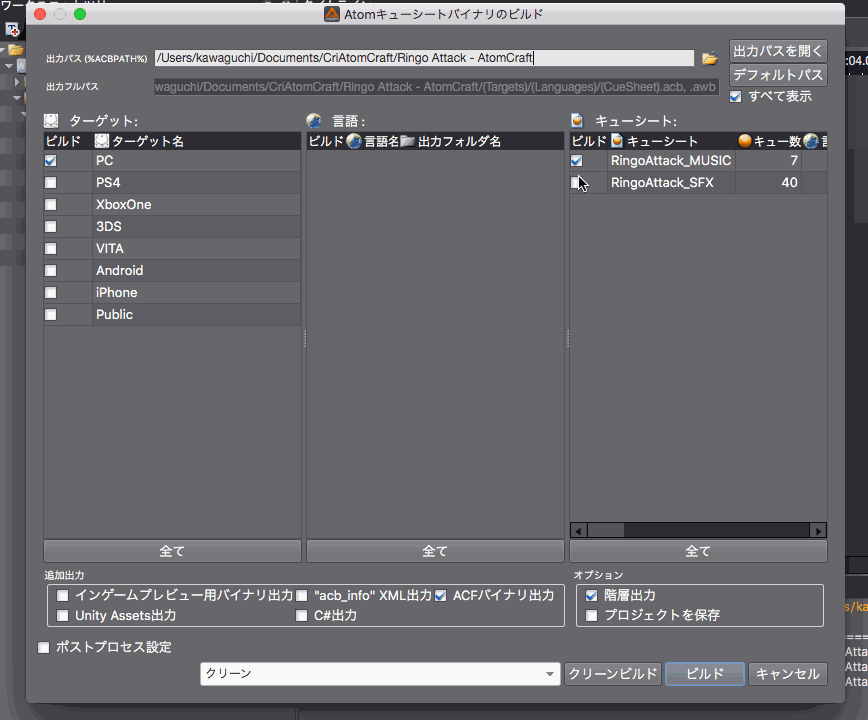 Atomキューシートバイナリのビルド
出力パス (%ACBPATH%) /Users/kawaguchi/Documents/CriAtomCraft/Ringo Attack - AtomCraft 出力パスを開く
出力フルパス waguchi/Documents/CriAtomCraft/Ringo Attack - AtomCraft/(Targets)/(Languages)/(CueSheet).acb, .awb デフォルトパス
すべて表示
ターゲット: 言語 : キューシート:
ビルド ターゲット名 ビルド 言語名 出力フォルダ名 ビルド キューシート キュー数
PC RingoAttack_MUSIC 7
PS4 RingoAttack_SFX 40
XboxOne
3DS
VITA
Android
iPhone
Public
全て 全て 全て
追加出力 オプション
インゲームプレビュー用バイナリ出力 "acb_info" XML出力 ACFバイナリ出力 階層出力
Unity Assets出力 C#出力 プロジェクトを保存
ポストプロセス設定
クリーン クリーンビルド ビルド キャンセル
:04.0
s/ka
====
Atta
Atta
Atta